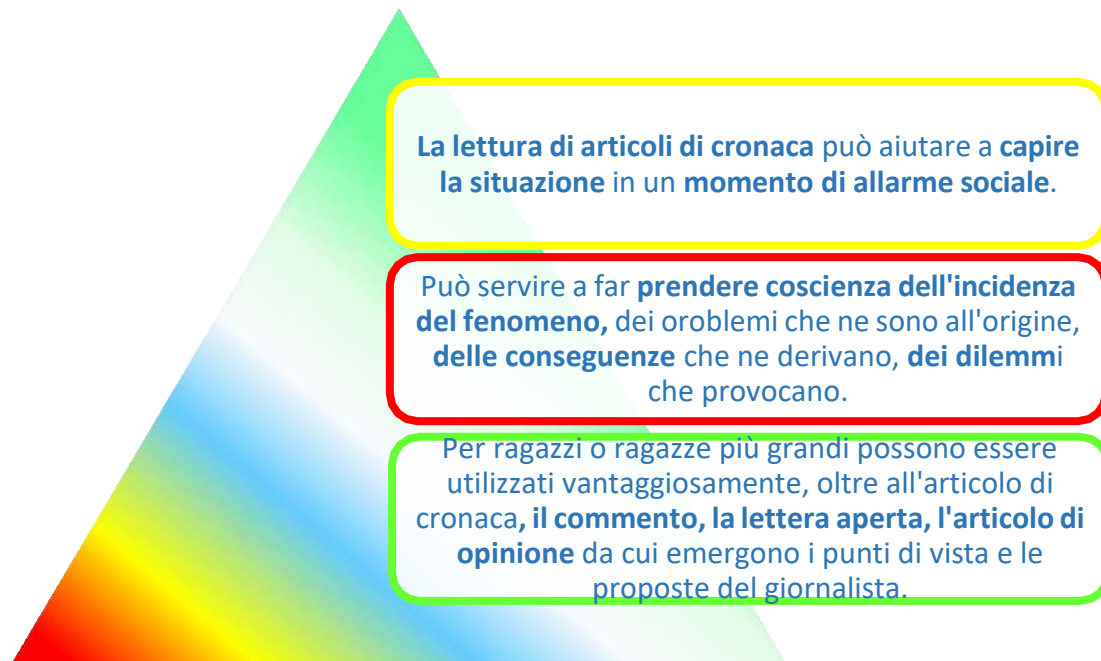 La lettura di articoli di cronaca può aiutare a capire
la situazione in un momento di allarme sociale.
Può servire a far prendere coscienza dell'incidenza
del fenomeno, dei oroblemi che ne sono all'origine,
delle conseguenze che ne derivano, dei dilemmi
che provocano.
Per ragazzi o ragazze più grandi possono essere
utilizzati vantaggiosamente, oltre all'articolo di
cronaca, il commento, la lettera aperta, l'articolo di
opinione da cui emergono i punti di vista e le
proposte del giornalista.